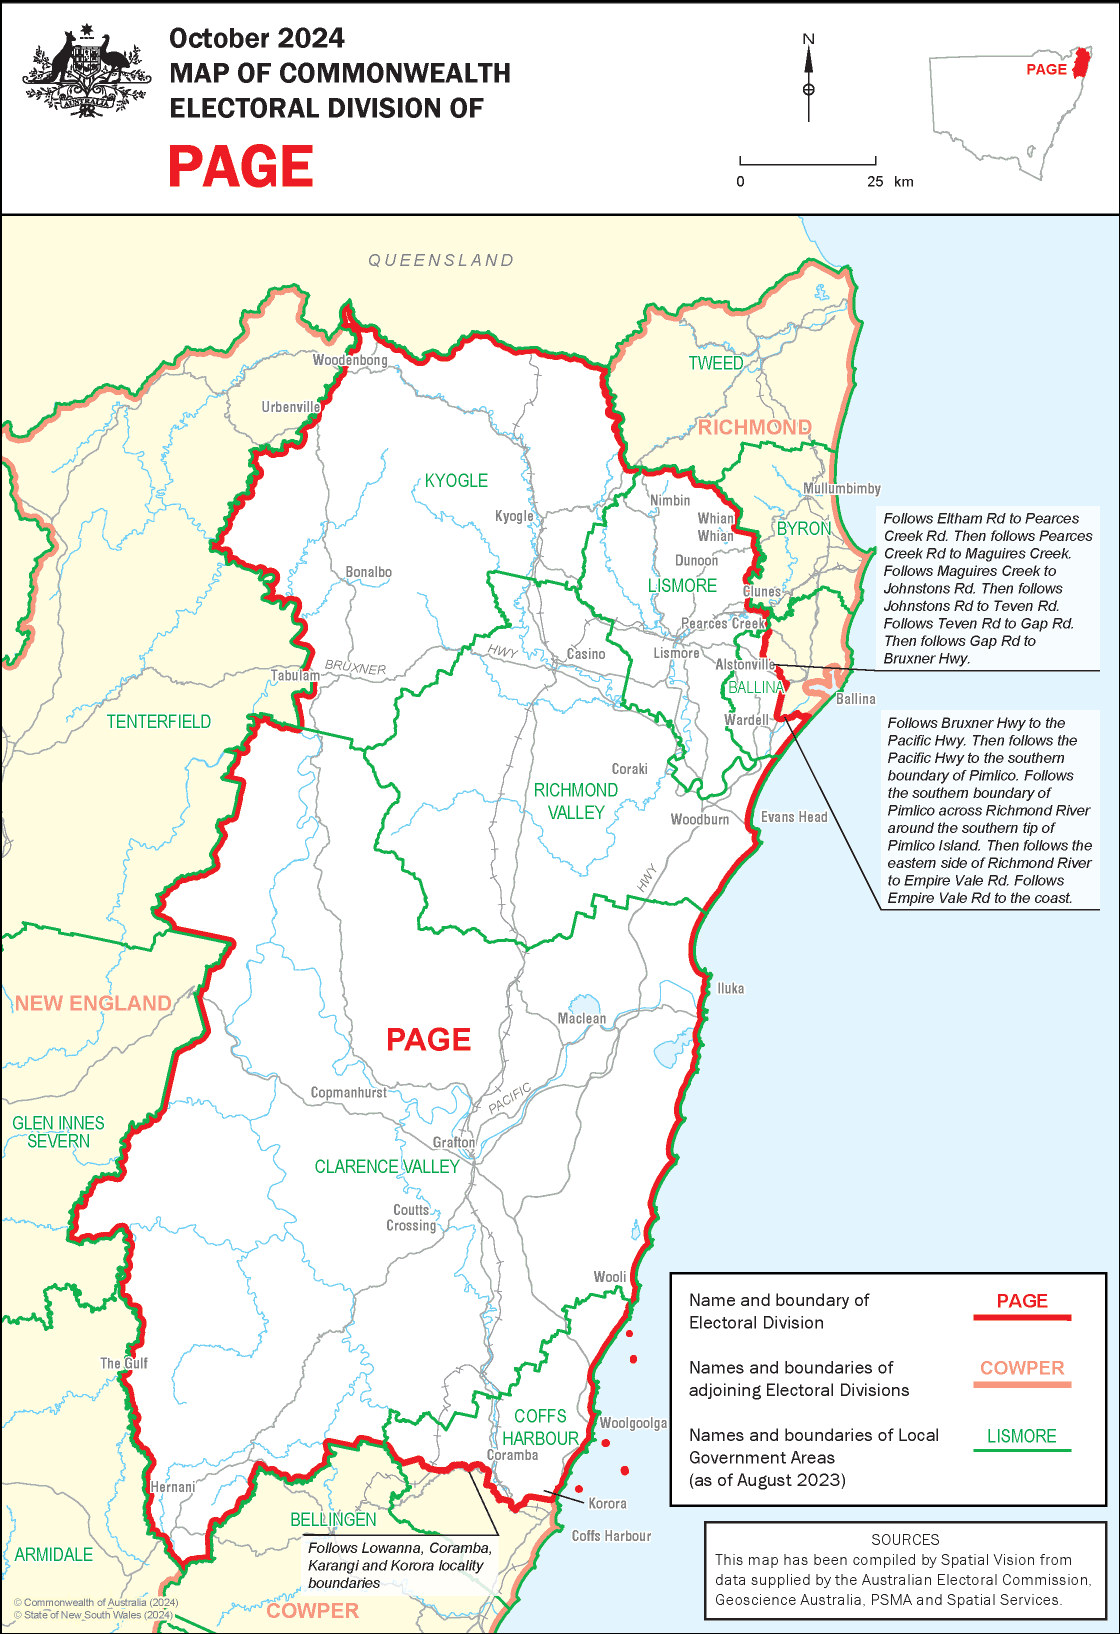 October 2024
MAP OF COMMONWEALTH
ELECTORAL DIVISION OF
PAGE
AUSTRALIA
N
0 25 km
PAGE
QUEENSLAND
Woodenbong
Urbenville
TWEED
RICHMOND
KYOGLE
Kyogle
Nimbin
Mullumbimby
Whian
Whian
BYRON
Dunoon
Bonalbo
LISMORE
Clunes
Pearces Creek
HWY
Casino
Lismore
BRUXNER
Tabulam
Alstonville
BALLINA
Ballina
TENTERFIELD
Wardell
Coraki
RICHMOND
VALLEY
Woodburn
Evans Head
HWY
Follows Eltham Rd to Pearces
Creek Rd. Then follows Pearces
Creek Rd to Maguires Creek.
Follows Maguires Creek to
Johnstons Rd. Then follows
Johnstons Rd to Teven Rd.
Follows Teven Rd to Gap Rd.
Then follows Gap Rd to
Bruxner Hwy.
Follows Bruxner Hwy to the
Pacific Hwy. Then follows the
Pacific Hwy to the southern
boundary of Pimlico. Follows
the southern boundary of
Pimlico across Richmond River
around the southern tip of
Pimlico Island. Then follows the
eastern side of Richmond River
to Empire Vale Rd. Follows
Empire Vale Rd to the coast.
NEW ENGLAND
Iluka
Maclean
PAGE
Copmanhurst
PACIFIC
GLEN INNES
SEVERN
Grafton
CLARENCE VALLEY
Coutts
Crossing
Wooli
The Gulf
COFFS
HARBOUR
Woolgoolga
Coramba
Hernani
Korora
BELLINGEN
Coffs Harbour
ARMIDALE
Follows Lowanna, Coramba,
Karangi and Korora locality
boundaries
COWPER
Name and boundary of
Electoral Division
PAGE
Names and boundaries of
adjoining Electoral Divisions
COWPER
Names and boundaries of Local
Government Areas
(as of August 2023)
LISMORE
SOURCES
This map has been compiled by Spatial Vision from
data supplied by the Australian Electoral Commission,
Geoscience Australia, PSMA and Spatial Services.
© Commonwealth of Australia (2024)
© State of New South Wales (2024)